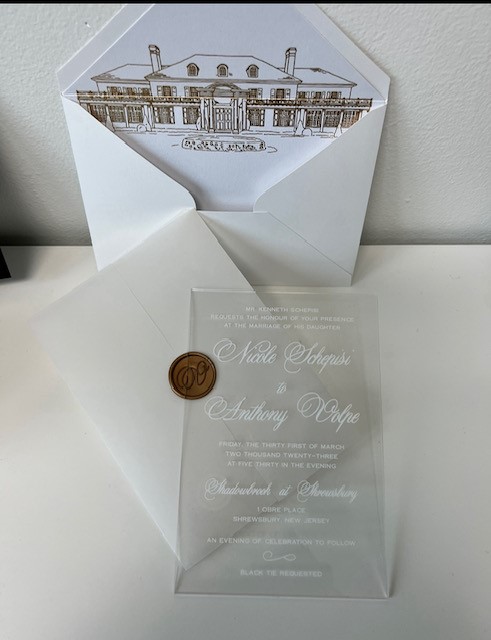 MR. KENNETH SCHEPISI
REQUESTS THE HONOUR OF YOUR PRESENCE
AT THE MARRIAGE OF HIS DAUGHTER
Nicole Schepisi
to
Anthony Volpe
FRIDAY, THE THIRTY FIRST OF MARCH
TWO THOUSAND TWENTY-THREE
AT FIVE THIRTY IN THE EVENING
Shadowbrook at Shrewsbury
1 OBRE PLACE
SHREWSBURY, NEW JERSEY
AN EVENING OF CELEBRATION TO FOLLOW
BLACK TIE REQUESTED